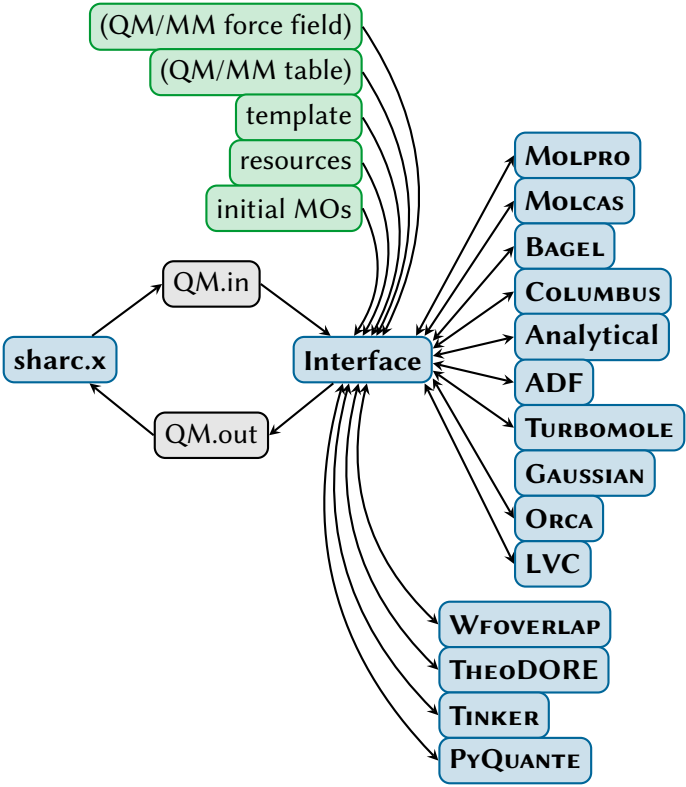 (QM/MM force field)
(QM/MM table)
template
resources
initial MOs
QM.in
sharc.x
Interface
QM.out
MOLPRO
MOLCAS
BAGEL
COLUMBUS
Analytical
ADF
TURBOMOLE
GAUSSIAN
ORCA
LVC
WFOVERLAP
THEODORE
TINKER
PYQUANTE